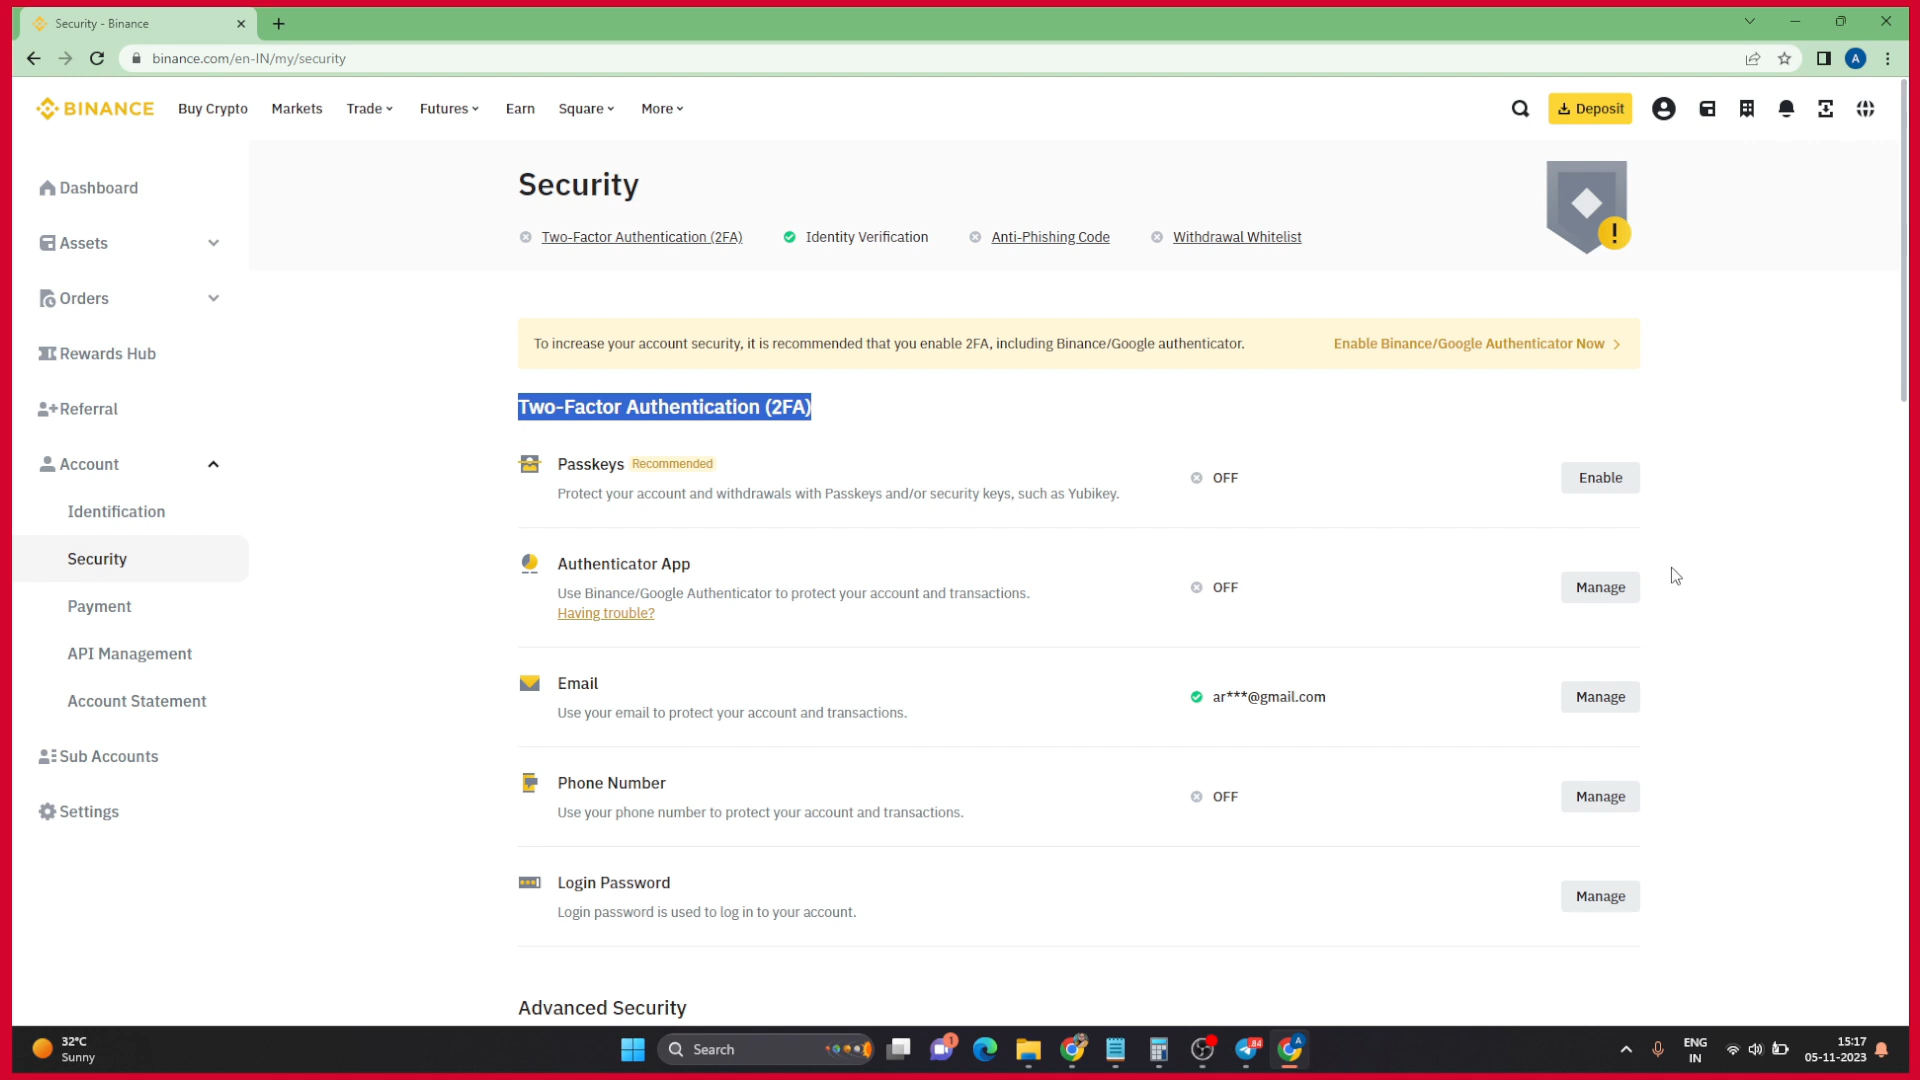 Security - Binance
binance.com/en-IN/my/security
A
BINANCE
Buy Crypto
Markets
Trade
Futures
Earn
Square
More
Deposit
Dashboard
Assets
Orders
Rewards Hub
Referral
Account
Identification
Security
Payment
API Management
Account Statement
Sub Accounts
Settings
Security
Two-Factor Authentication (2FA)
Identity Verification
Anti-Phishing Code
Withdrawal Whitelist
To increase your account security, it is recommended that you enable 2FA, including Binance/Google authenticator.
Enable Binance/Google Authenticator Now
Two-Factor Authentication (2FA)
Passkeys Recommended
Protect your account and withdrawals with Passkeys and/or security keys, such as Yubikey.
OFF
Enable
Authenticator App
Use Binance/Google Authenticator to protect your account and transactions.
Having trouble?
OFF
Manage
Email
Use your email to protect your account and transactions.
ar***@gmail.com
Manage
Phone Number
Use your phone number to protect your account and transactions.
OFF
Manage
Login Password
Login password is used to log in to your account.
Manage
Advanced Security
32°C
Sunny
Search
1
84
A
ENG
IN
15:17
05-11-2023